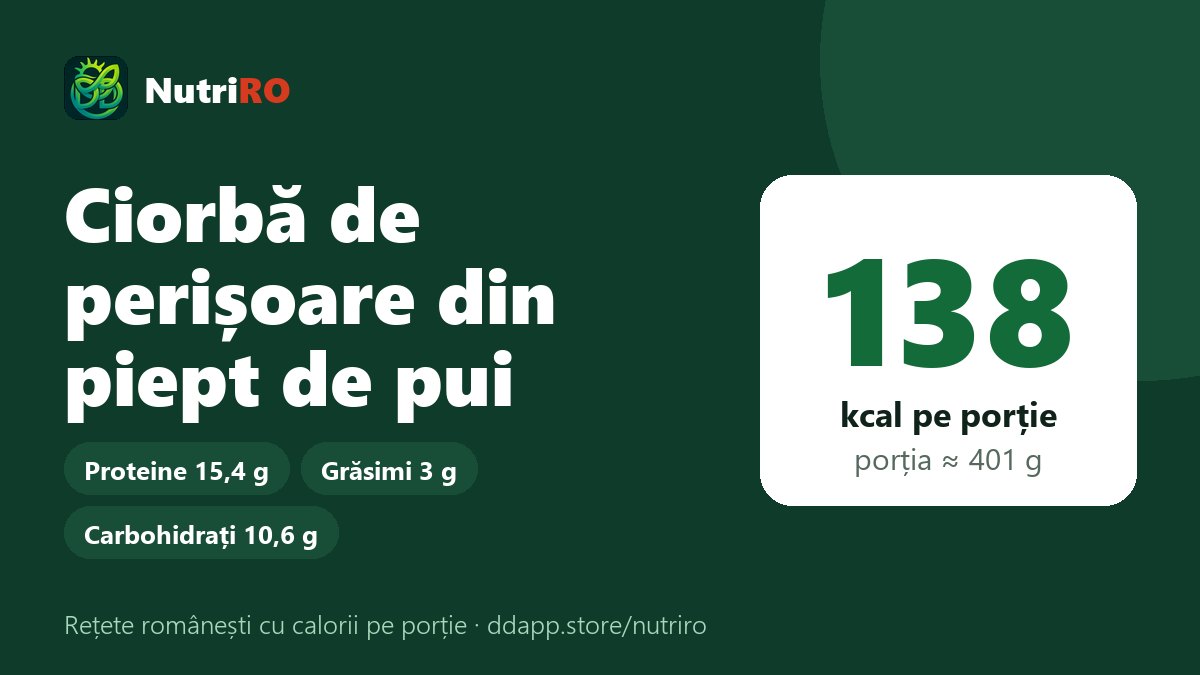 NutriRO
Ciorbă de
perișoare din
piept de pui
Proteine 15,4 g
Grăsimi 3 g
Carbohidrați 10,6 g
138
kcal pe porție
porția ≈ 401 g
Rețete românești cu calorii pe porție · ddapp.store/nutriro